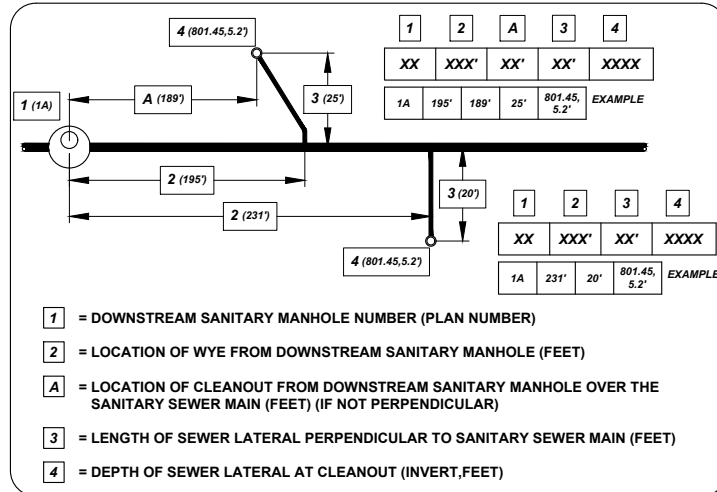 4 (801.45,5.2')
1 2 A 3 4
XX XXX' XX' XX' XXXX
1A 195' 189' 25' 801.45, 5.2' EXAMPLE
1 (1A)
A (189')
3 (25')
2 (195')
2 (231')
3 (20')
4 (801.45,5.2')
1 2 3 4
XX XXX' XX' XXXX
1A 231' 20' 801.45, 5.2' EXAMPLE
1 = DOWNSTREAM SANITARY MANHOLE NUMBER (PLAN NUMBER)
2 = LOCATION OF WYE FROM DOWNSTREAM SANITARY MANHOLE (FEET)
A = LOCATION OF CLEANOUT FROM DOWNSTREAM SANITARY MANHOLE OVER THE
SANITARY SEWER MAIN (FEET) (IF NOT PERPENDICULAR)
3 = LENGTH OF SEWER LATERAL PERPENDICULAR TO SANITARY SEWER MAIN (FEET)
4 = DEPTH OF SEWER LATERAL AT CLEANOUT (INVERT,FEET)